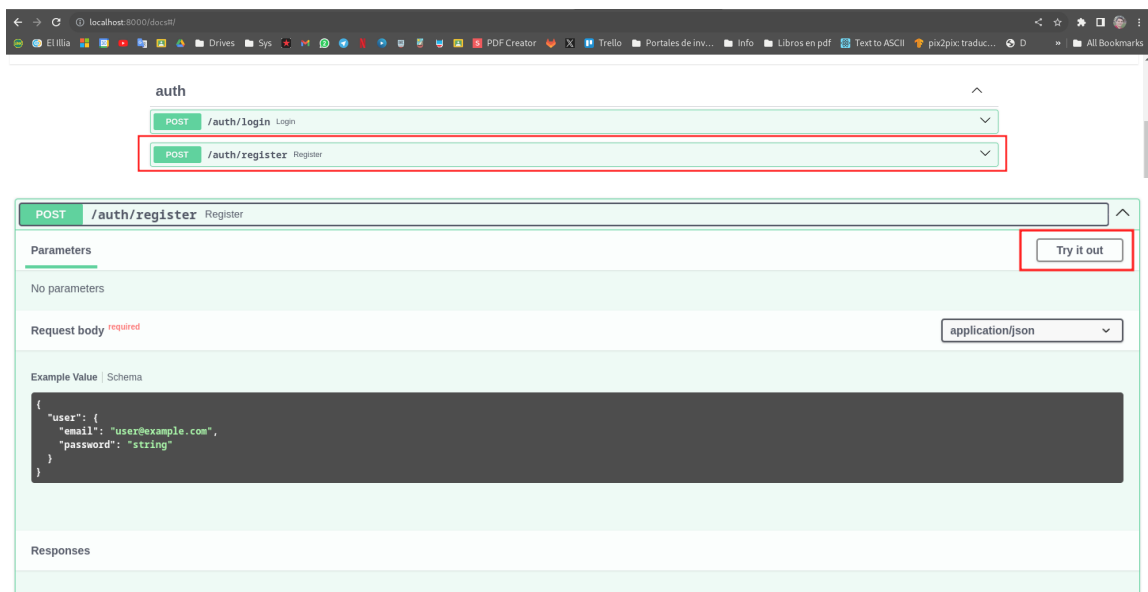 localhost:8000/docs#/
El Illia Drives Sys PDF Creator Trello Portales de inv... Info Libros en pdf Text to ASCII pix2pix: traduc... D » All Bookmarks
auth
POST /auth/login Login
POST /auth/register Register
POST /auth/register Register
Parameters
Try it out
No parameters
Request body required
application/json
Example Value Schema
{
"user": {
"email": "user@example.com",
"password": "string"
}
}
Responses